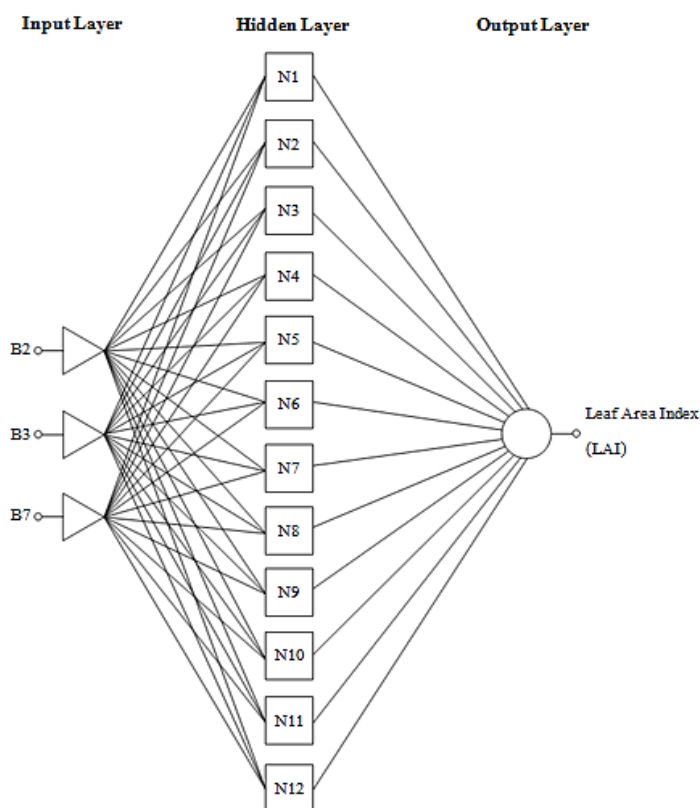 Input Layer
Hidden Layer
Output Layer
N1
N2
N3
N4
N5
N6
N7
N8
N9
N10
N11
N12
B2
B3
B7
Leaf Area Index
(LAI)